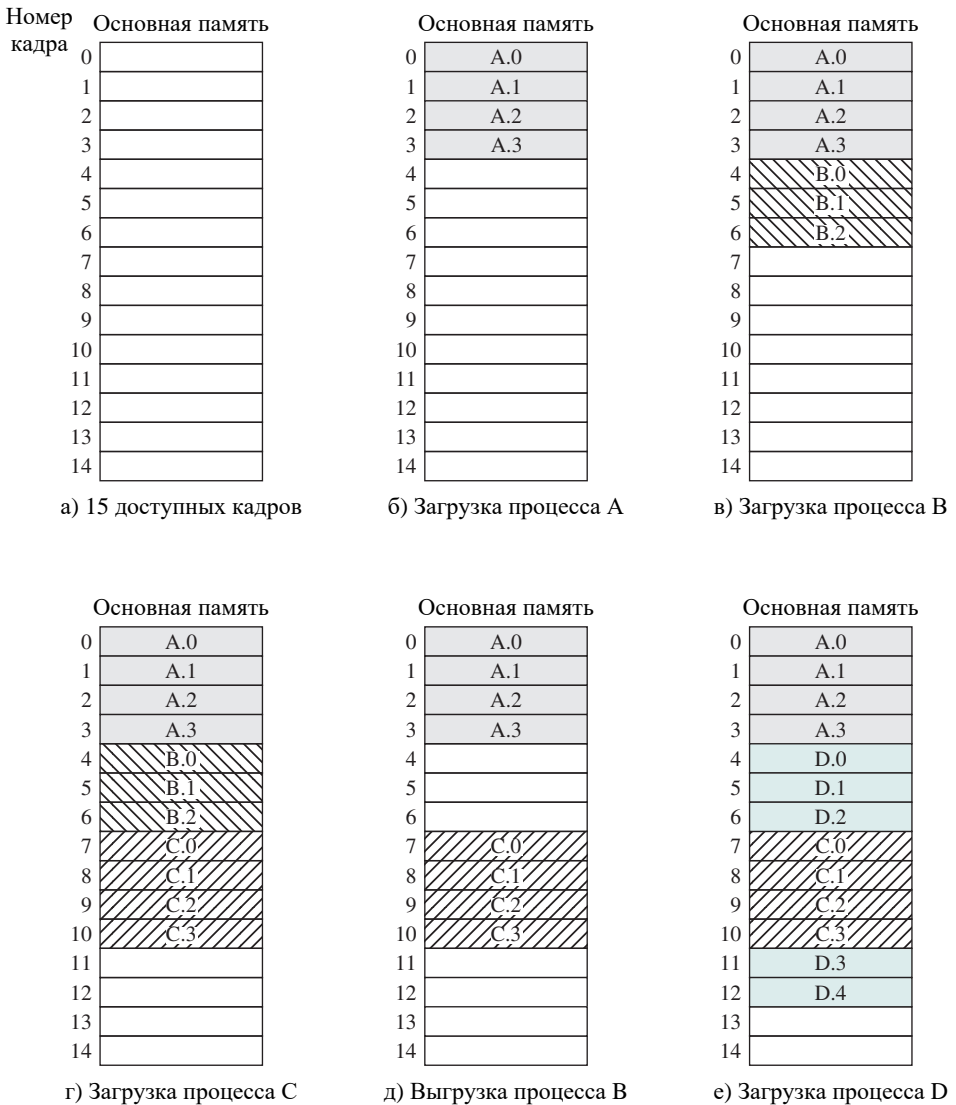 Номер
кадра
Основная память
0
1
2
3
4
5
6
7
8
9
10
11
12
13
14
а) 15 доступных кадров
Основная память
0 A.0
1 A.1
2 A.2
3 A.3
4
5
6
7
8
9
10
11
12
13
14
б) Загрузка процесса A
Основная память
0 A.0
1 A.1
2 A.2
3 A.3
4 B.0
5 B.1
6 B.2
7
8
9
10
11
12
13
14
в) Загрузка процесса B
Основная память
0 A.0
1 A.1
2 A.2
3 A.3
4 B.0
5 B.1
6 B.2
7 C.0
8 C.1
9 C.2
10 C.3
11
12
13
14
г) Загрузка процесса C
Основная память
0 A.0
1 A.1
2 A.2
3 A.3
4
5
6
7 C.0
8 C.1
9 C.2
10 C.3
11
12
13
14
д) Выгрузка процесса B
Основная память
0 A.0
1 A.1
2 A.2
3 A.3
4 D.0
5 D.1
6 D.2
7 C.0
8 C.1
9 C.2
10 C.3
11 D.3
12 D.4
13
14
е) Загрузка процесса D